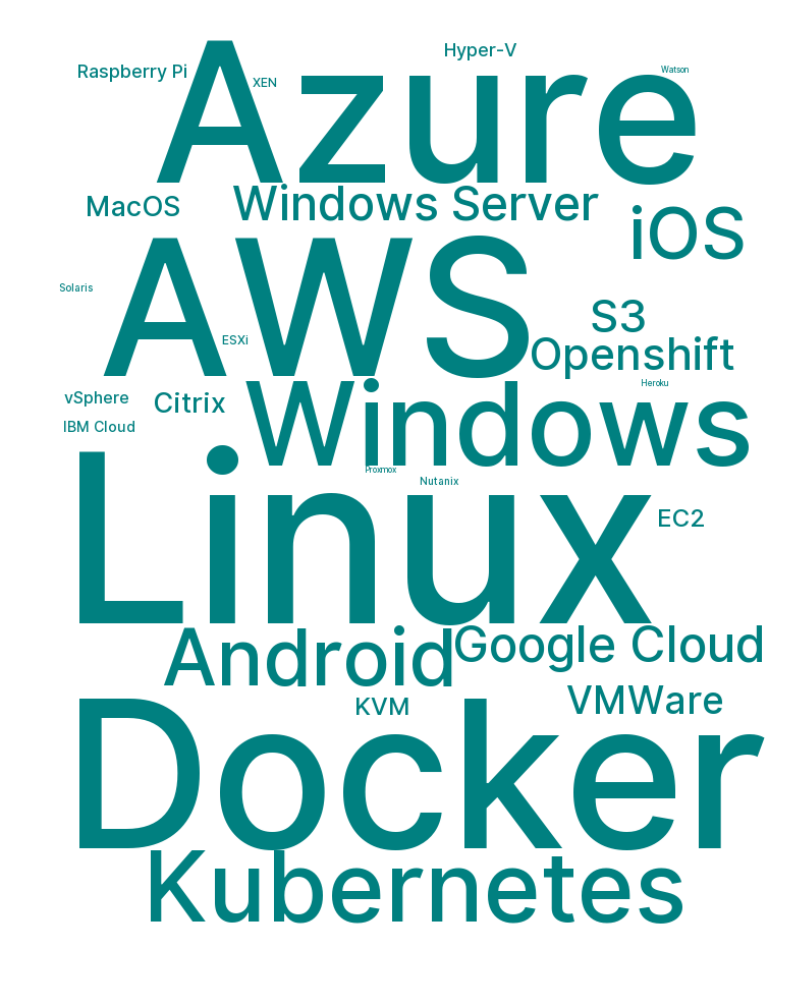 Hyper-V
Raspberry Pi
Watson
XEN
Azure
MacOS
Windows Server
iOS
Solaris
AWS
S3
ESXi
Openshift
Heroku
vSphere
Citrix
Windows
IBM Cloud
Proxmox
Nutanix
Linux
EC2
Android
Google Cloud
KVM
VMWare
Docker
Kubernetes